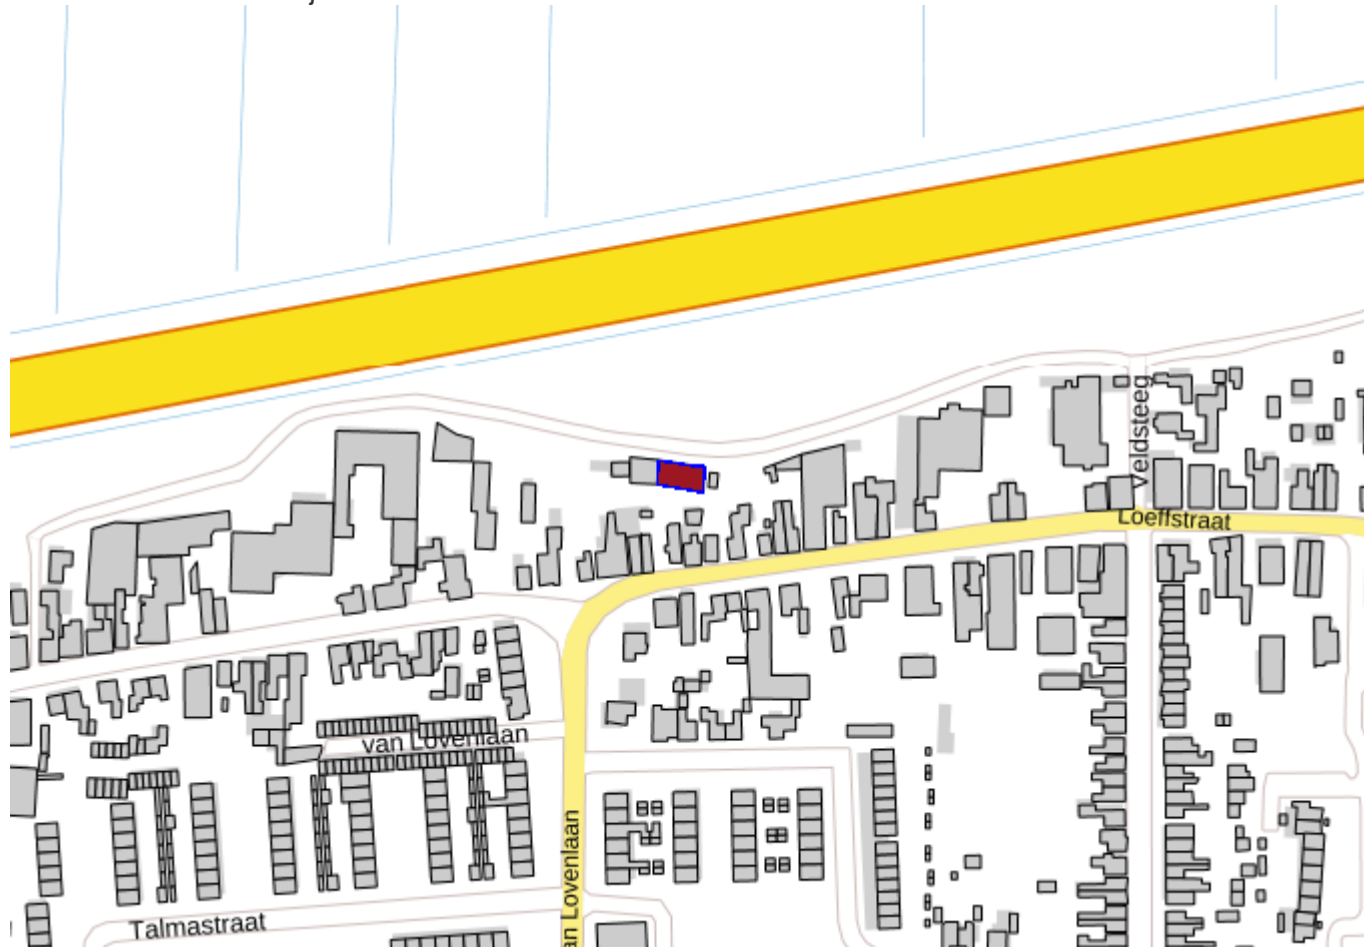 Veldsteeg
Loeffstraat
van Lovenlaan
an Lovenlaan
Talmastraat